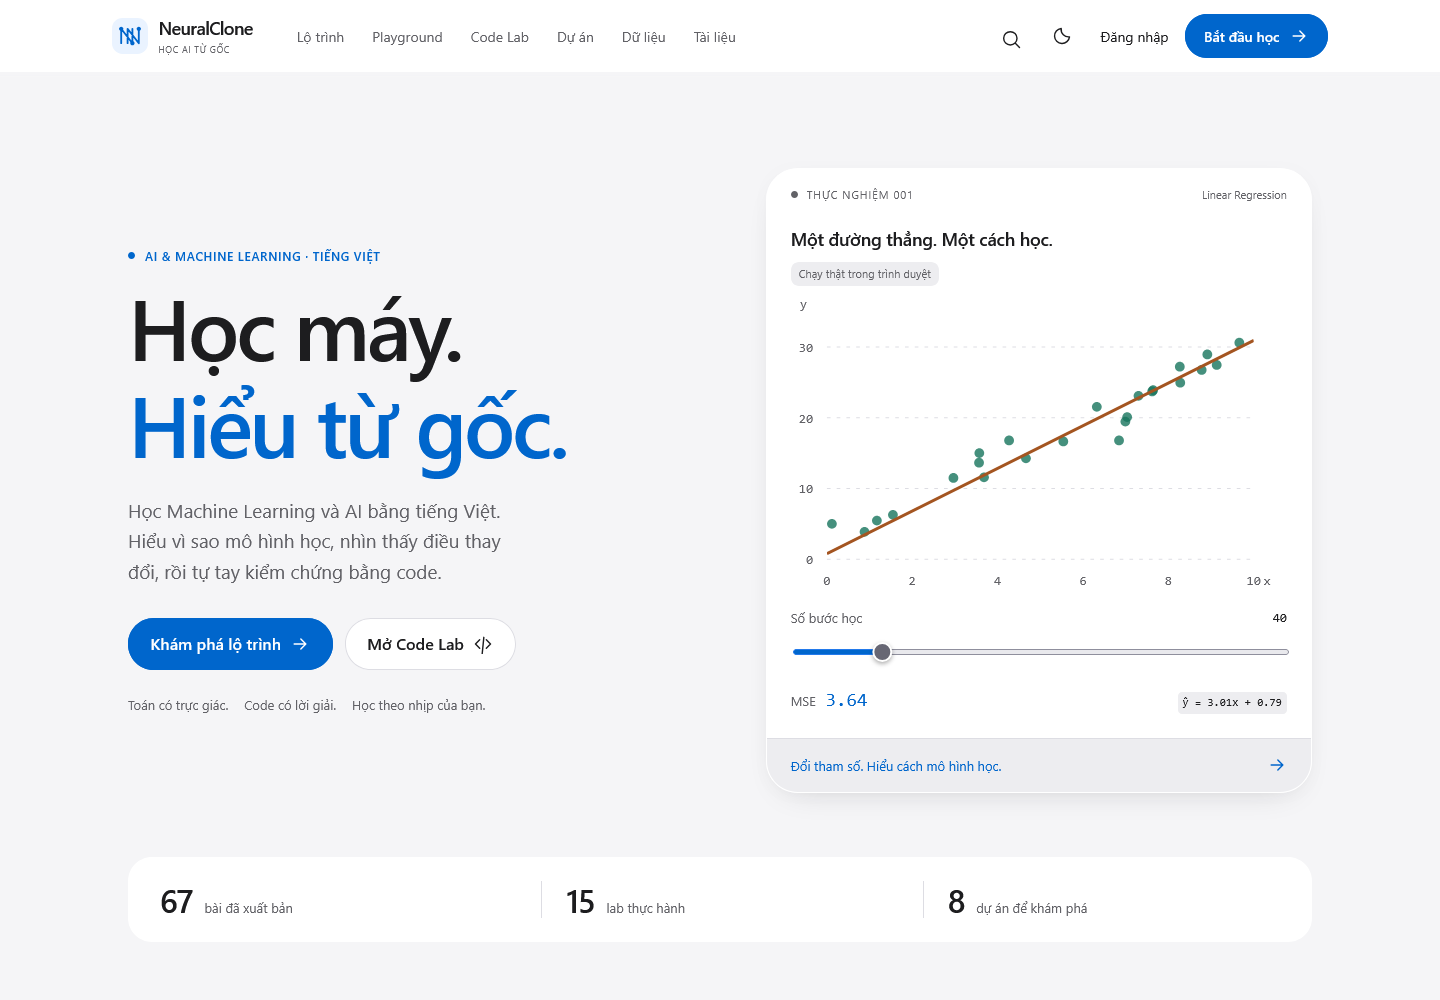 NeuralClone
HỌC AI TỪ GỐC
Lộ trình
Playground
Code Lab
Dự án
Dữ liệu
Tài liệu
Đăng nhập
Bắt đầu học
AI & MACHINE LEARNING · TIẾNG VIỆT
Học máy.
Hiểu từ gốc.
Học Machine Learning và AI bằng tiếng Việt.
Hiểu vì sao mô hình học, nhìn thấy điều thay
đổi, rồi tự tay kiểm chứng bằng code.
Khám phá lộ trình
Mở Code Lab
Toán có trực giác.
Code có lời giải.
Học theo nhịp của bạn.
THỰC NGHIỆM 001
Linear Regression
Một đường thẳng. Một cách học.
Chạy thật trong trình duyệt
y
30
20
10
0
0 2 4 6 8 10 x
Số bước học
40
MSE 3.64
ŷ = 3.01x + 0.79
Đổi tham số. Hiểu cách mô hình học.
67 bài đã xuất bản
15 lab thực hành
8 dự án để khám phá